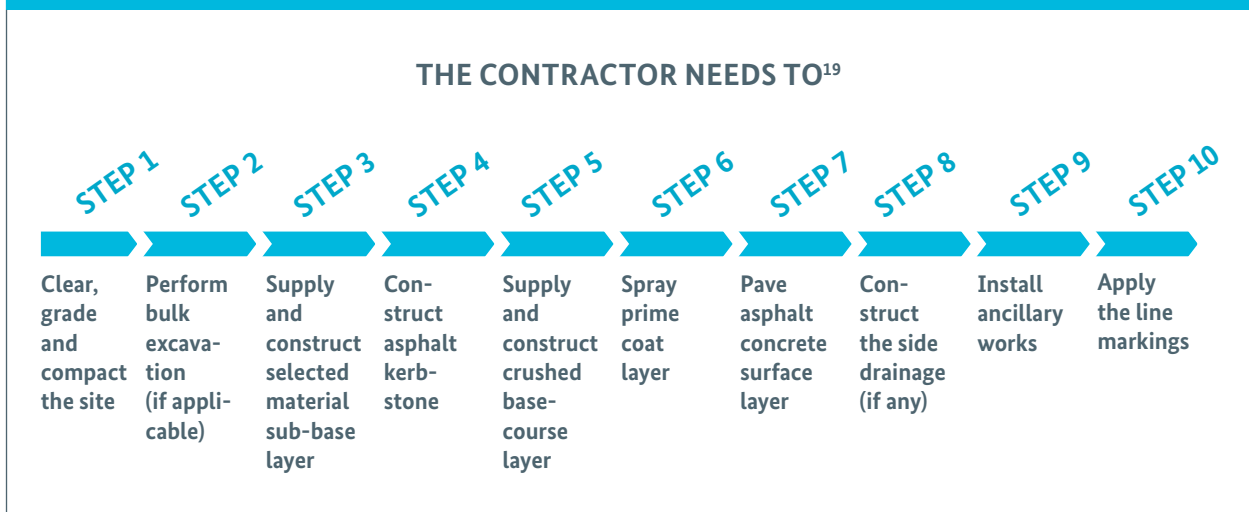 THE CONTRACTOR NEEDS TO19
STEP 1
Clear,
grade
and
compact
the site
STEP 2
Perform
bulk
excava-
tion
(if appli-
cable)
STEP 3
Supply
and
construct
selected
material
sub-base
layer
STEP 4
Con-
struct
asphalt
kerb-
stone
STEP 5
Supply
and
construct
crushed
base-
course
layer
STEP 6
Spray
prime
coat
layer
STEP 7
Pave
asphalt
concrete
surface
layer
STEP 8
Con-
struct
the side
drainage
(if any)
STEP 9
Install
ancillary
works
STEP 10
Apply
the line
markings